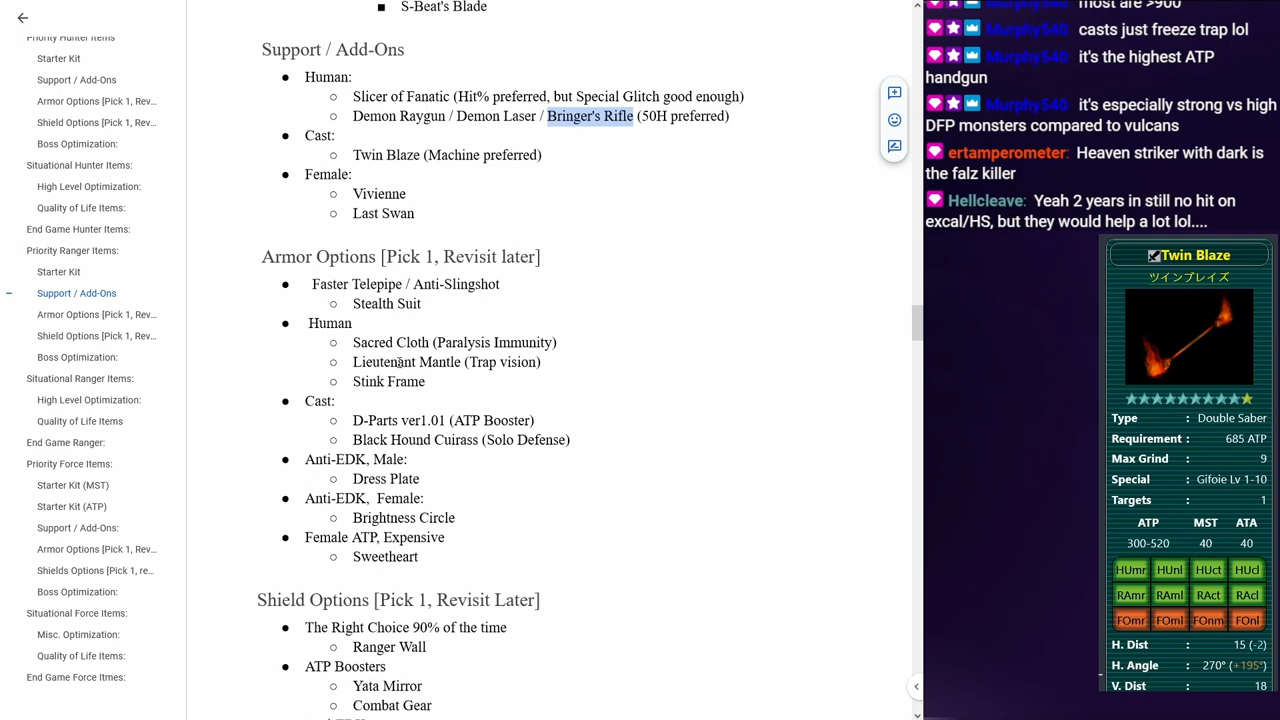 Priority Hunter Items
Starter Kit
Support / Add-Ons
Armor Options [Pick 1, Rev...
Shield Options [Pick 1, Rev...
Boss Optimization:
Situational Hunter Items:
High Level Optimization:
Quality of Life Items:
End Game Hunter Items:
Priority Ranger Items:
Starter Kit
Support / Add-Ons
Armor Options [Pick 1, Rev...
Shield Options [Pick 1, Rev...
Boss Optimization:
Situational Ranger Items:
High Level Optimization:
Quality of Life Items
End Game Ranger:
Priority Force Items:
Starter Kit (MST)
Starter Kit (ATP)
Support / Add-Ons:
Armor Options [Pick 1, Rev...
Shields Options [Pick 1, re...
Boss Optimization:
Situational Force Items:
Misc. Optimization:
Quality of Life Items:
End Game Force Itmes:
■ S-Beat's Blade
Support / Add-Ons
● Human:
○ Slicer of Fanatic (Hit% preferred, but Special Glitch good enough)
○ Demon Raygun / Demon Laser / Bringer's Rifle (50H preferred)
● Cast:
○ Twin Blaze (Machine preferred)
● Female:
○ Vivienne
○ Last Swan
Armor Options [Pick 1, Revisit later]
● Faster Telepipe / Anti-Slingshot
○ Stealth Suit
● Human
○ Sacred Cloth (Paralysis Immunity)
○ Lieutenant Mantle (Trap vision)
○ Stink Frame
● Cast:
○ D-Parts ver1.01 (ATP Booster)
○ Black Hound Cuirass (Solo Defense)
● Anti-EDK, Male:
○ Dress Plate
● Anti-EDK, Female:
○ Brightness Circle
● Female ATP, Expensive
○ Sweetheart
Shield Options [Pick 1, Revisit Later]
● The Right Choice 90% of the time
○ Ranger Wall
● ATP Boosters
○ Yata Mirror
○ Combat Gear
most are >900
Murphy540: casts just freeze trap lol
Murphy540: it's the highest ATP
handgun
Murphy540: it's especially strong vs high
DFP monsters compared to vulcans
ertamperometer: Heaven striker with dark is
the falz killer
Hellcleave: Yeah 2 years in still no hit on
excal/HS, but they would help a lot lol....
Twin Blaze
ツインブレイズ
Type : Double Saber
Requirement : 685 ATP
Max Grind : 9
Special : Gifoie Lv 1-10
Targets : 1
ATP MST ATA
300-520 40 40
HUmr HUnl HUct HUcl
RAmr RAml RAct RAcl
FOmr FOml FOnm FOnl
H. Dist : 15 (-2)
H. Angle : 270° (+195°)
V. Dist : 18